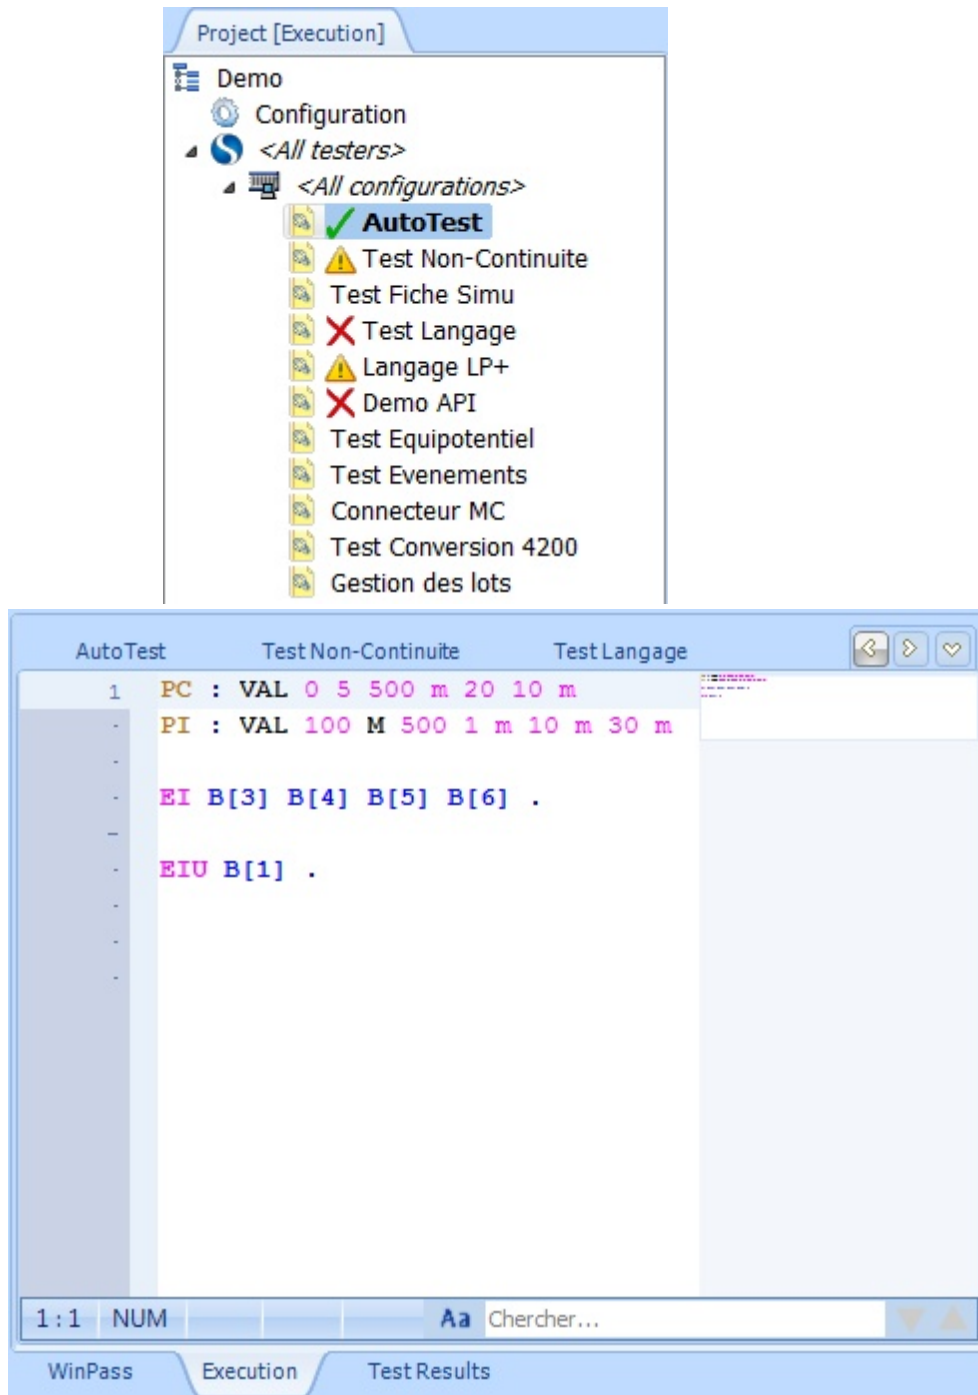 Project [Execution]
Demo
Configuration
<All testers>
<All configurations>
AutoTest
Test Non-Continuite
Test Fiche Simu
Test Langage
Langage LP+
Demo API
Test Equipotentiel
Test Evenements
Connecteur MC
Test Conversion 4200
Gestion des lots
AutoTest Test Non-Continuite Test Langage
1 PC : VAL 0 5 500 m 20 10 m
PI : VAL 100 M 500 1 m 10 m 30 m
EI B[3] B[4] B[5] B[6] .
EIU B[1] .
1:1 NUM Aa Chercher...
WinPass Execution Test Results